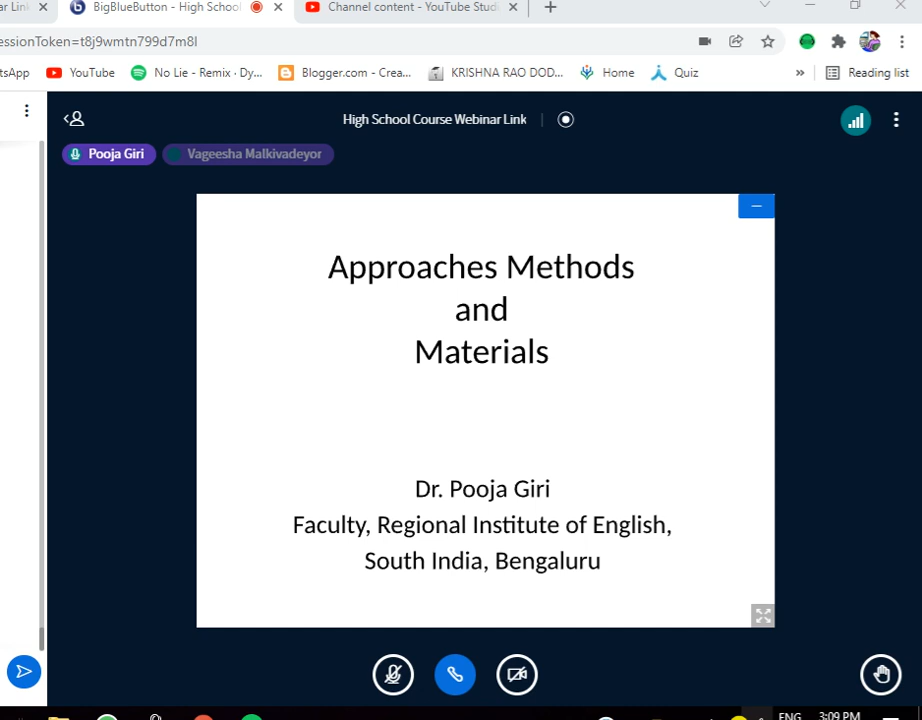 ar Link
BigBlueButton - High School
Channel content - YouTube Studi
essionToken=t8j9wmtn799d7m8l
tsApp
YouTube
No Lie - Remix · Dy...
Blogger.com - Crea...
KRISHNA RAO DOD...
Home
Quiz
»
Reading list
High School Course Webinar Link
Pooja Giri
Vageesha Malkivadeyor
Approaches Methods
and
Materials
Dr. Pooja Giri
Faculty, Regional Institute of English,
South India, Bengaluru
ENG
3:09 PM